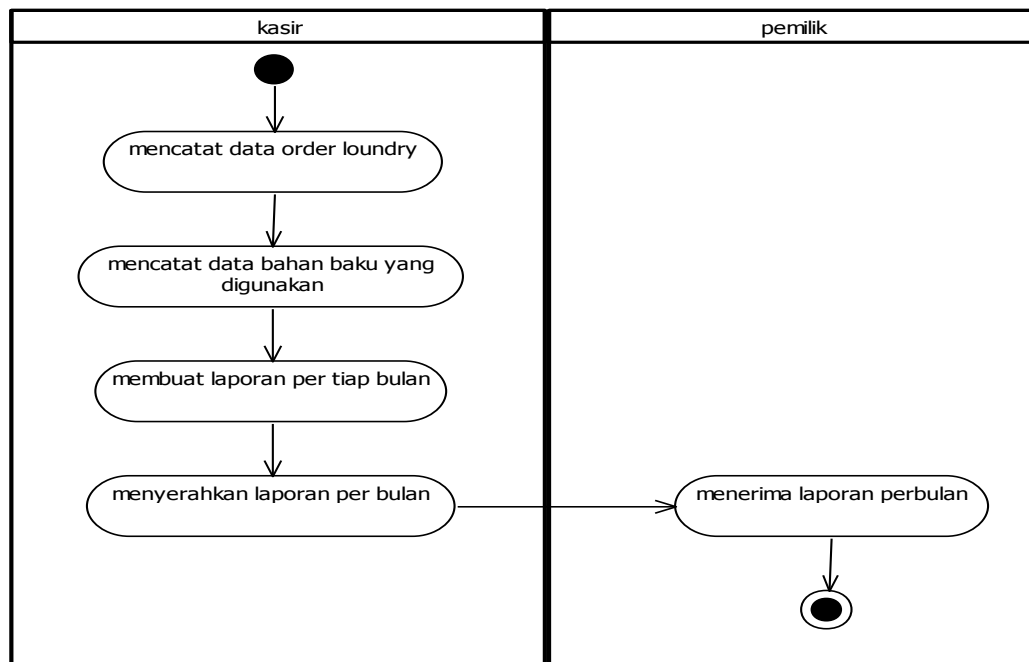 kasir
pemilik
mencatat data order loundry
mencatat data bahan baku yang
digunakan
membuat laporan per tiap bulan
menyerahkan laporan per bulan
menerima laporan perbulan